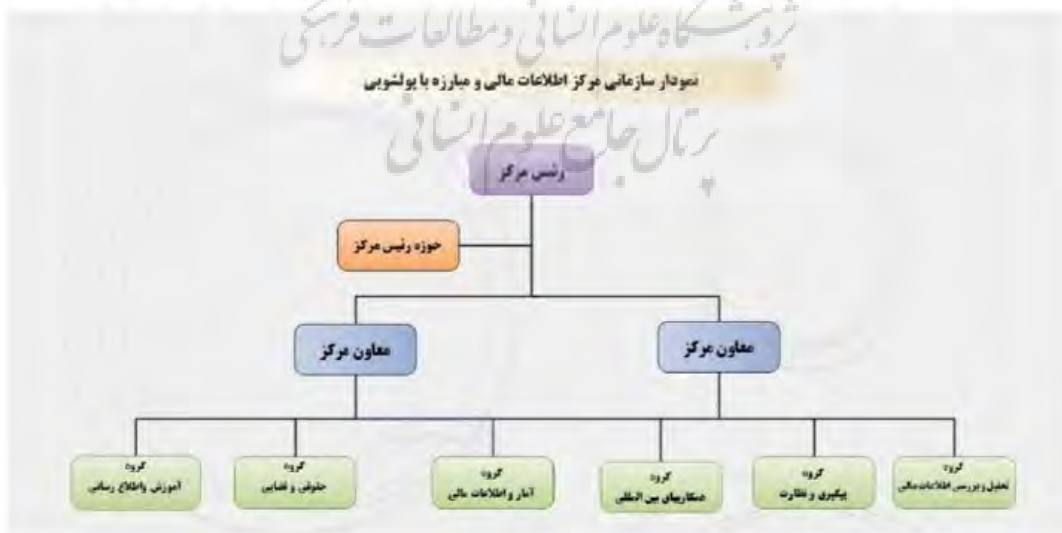 پژوهشگاه علوم انسانی و مطالعات فرهنگی
نمودار سازمانی مرکز اطلاعات مالی و مبارزه با پولشویی
پرتال جامع علوم انسانی
رئیس مرکز
حوزه رئیس مرکز
معاون مرکز
معاون مرکز
گروه
تحلیل و بررسی اطلاعات مالی
گروه
پیگیری و نظارت
گروه
همکاریهای بین المللی
گروه
آمار و اطلاعات مالی
گروه
حقوقی و قضایی
گروه
آموزش واطلاع رسانی